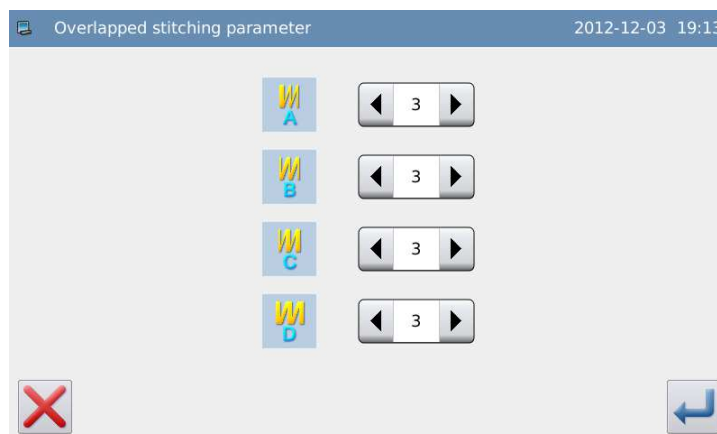 Overlapped stitching parameter 2012-12-03 19:13
A 3
B 3
C 3
D 3